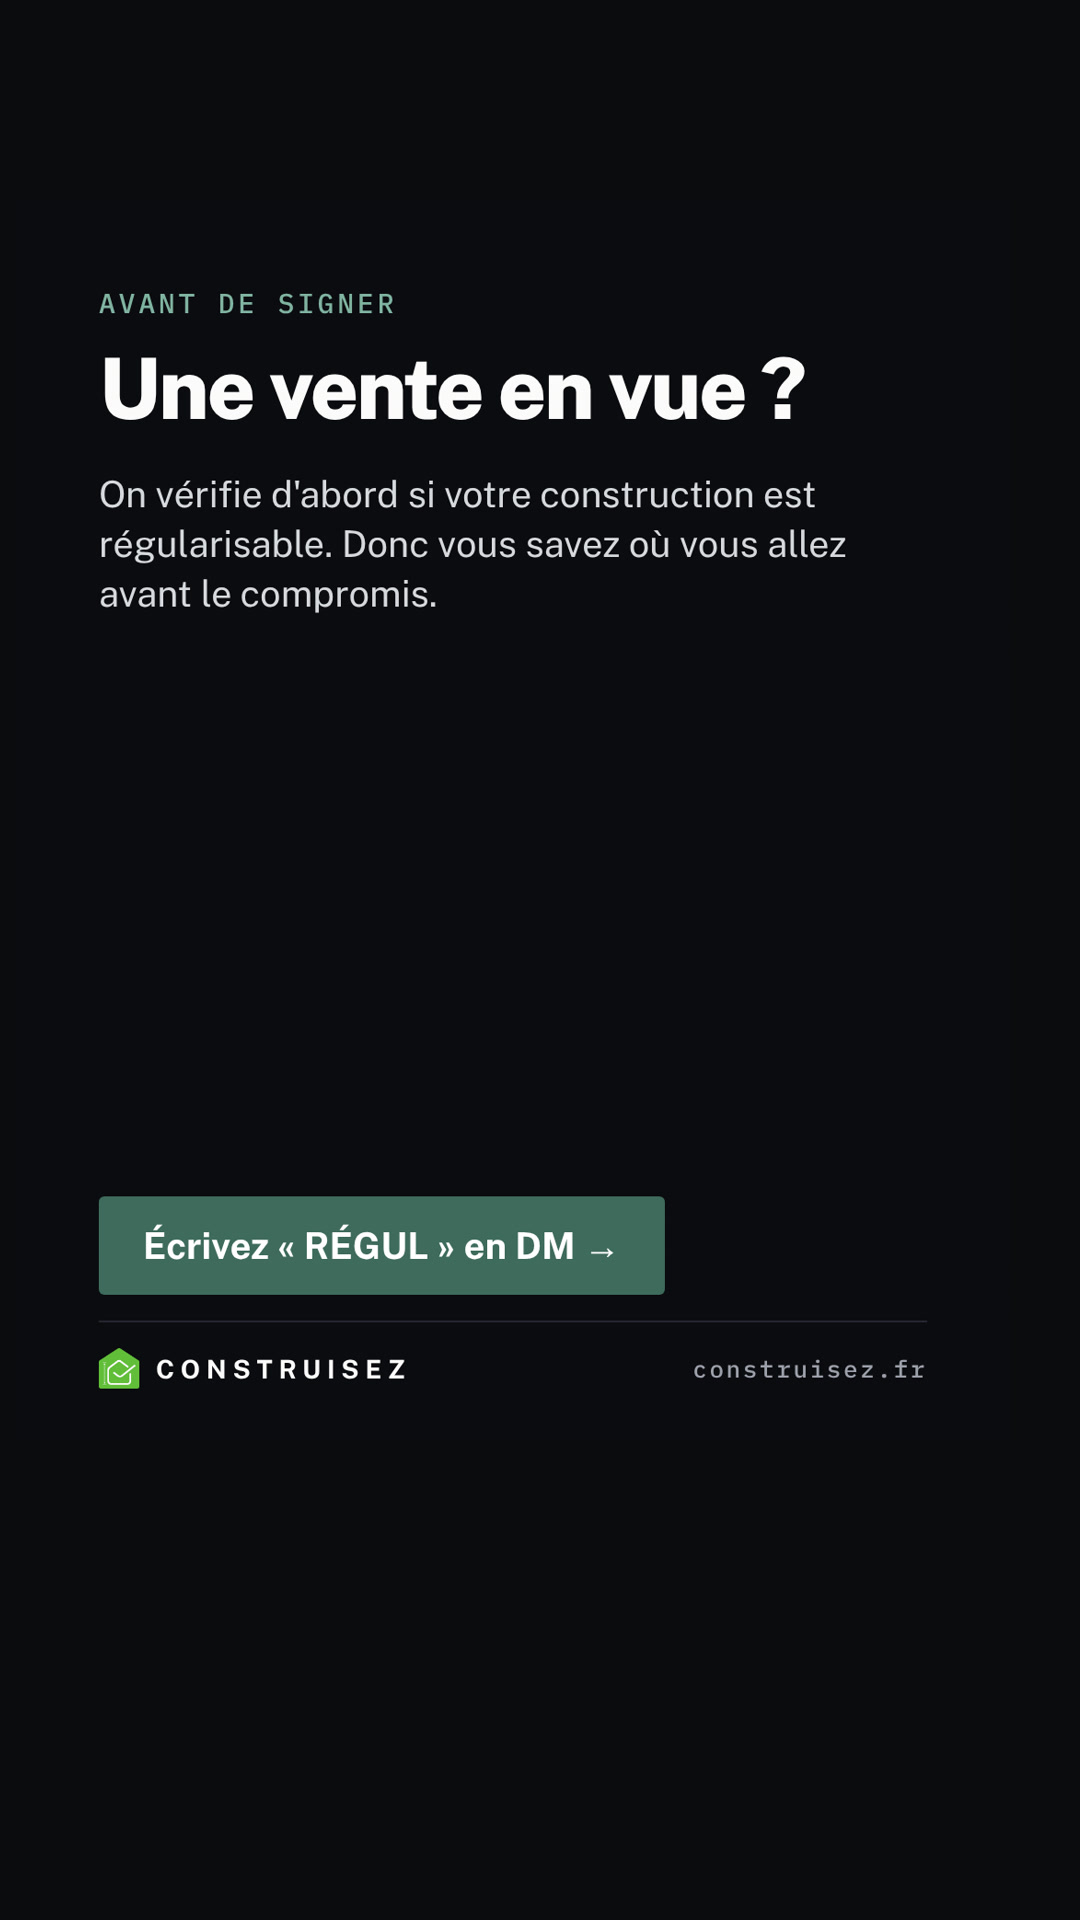 AVANT DE SIGNER
Une vente en vue ?
On vérifie d'abord si votre construction est
régularisable. Donc vous savez où vous allez
avant le compromis.
Écrivez « RÉGUL » en DM →
CONSTRUISEZ
construisez.fr